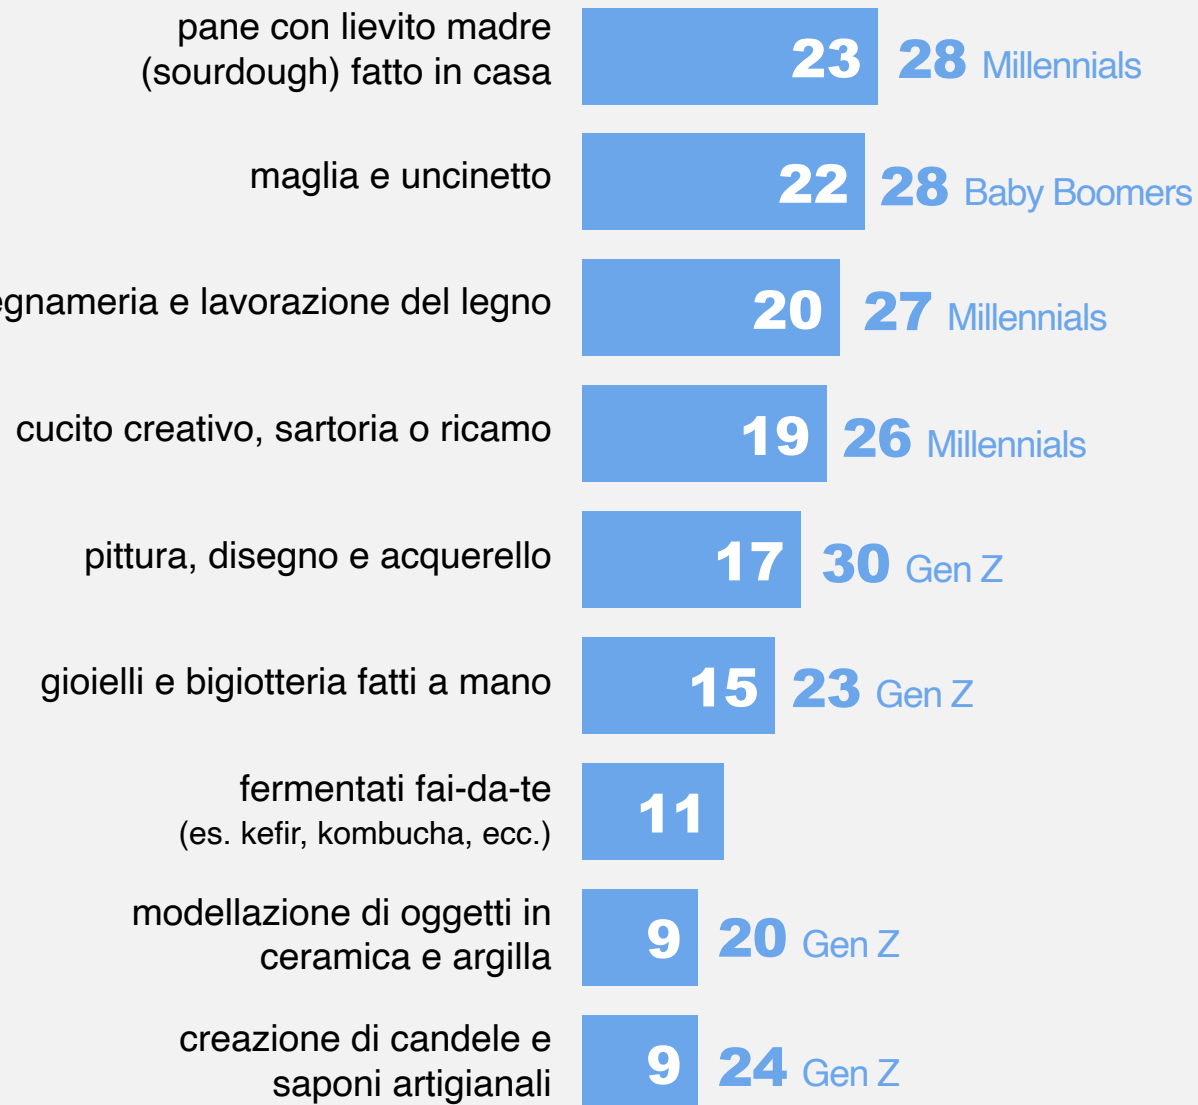 pane con lievito madre
(sourdough) fatto in casa
23 28 Millennials
maglia e uncinetto
22 28 Baby Boomers
e lavorazione del legno
20 27 Millennials
cucito creativo, sartoria o ricamo
19 26 Millennials
pittura, disegno e acquerello
17 30 Gen Z
gioielli e bigiotteria fatti a mano
15 23 Gen Z
fermentati fai-da-te
(es. kefir, kombucha, ecc.)
11
modellazione di oggetti in
ceramica e argilla
9 20 Gen Z
creazione di candele e
saponi artigianali
9 24 Gen Z